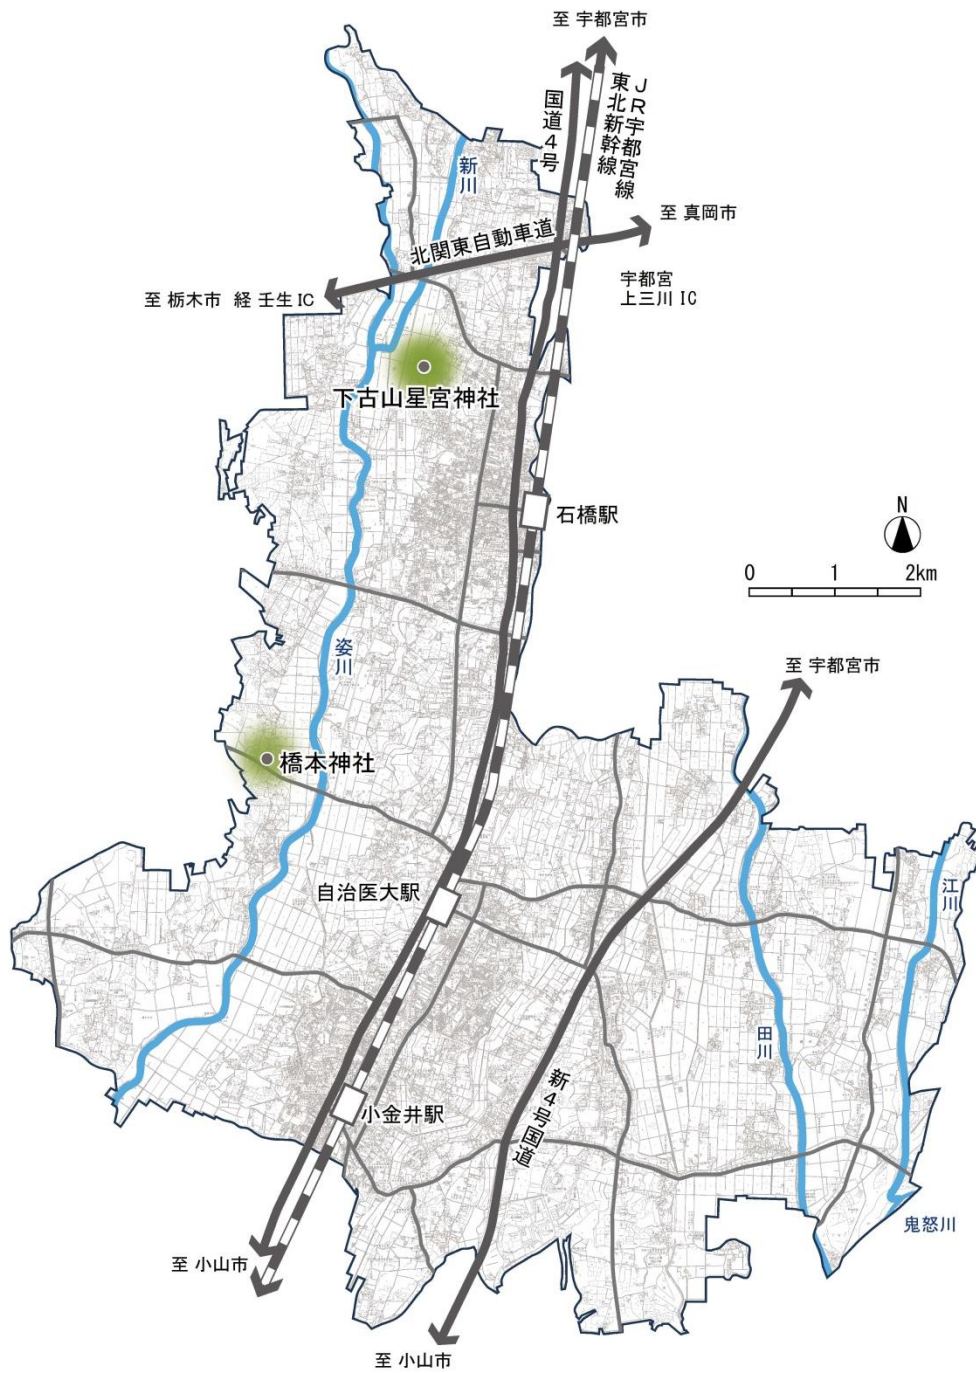 至 宇都宮市
国道4号
JR宇都宮線
東北新幹線
新川
至 真岡市
北関東自動車道
宇都宮
上三川 IC
至 栃木市 経 壬生 IC
下古山星宮神社
石橋駅
N
0 1 2km
姿川
至 宇都宮市
橋本神社
自治医大駅
江川
田川
新4号国道
小金井駅
鬼怒川
至 小山市
至 小山市